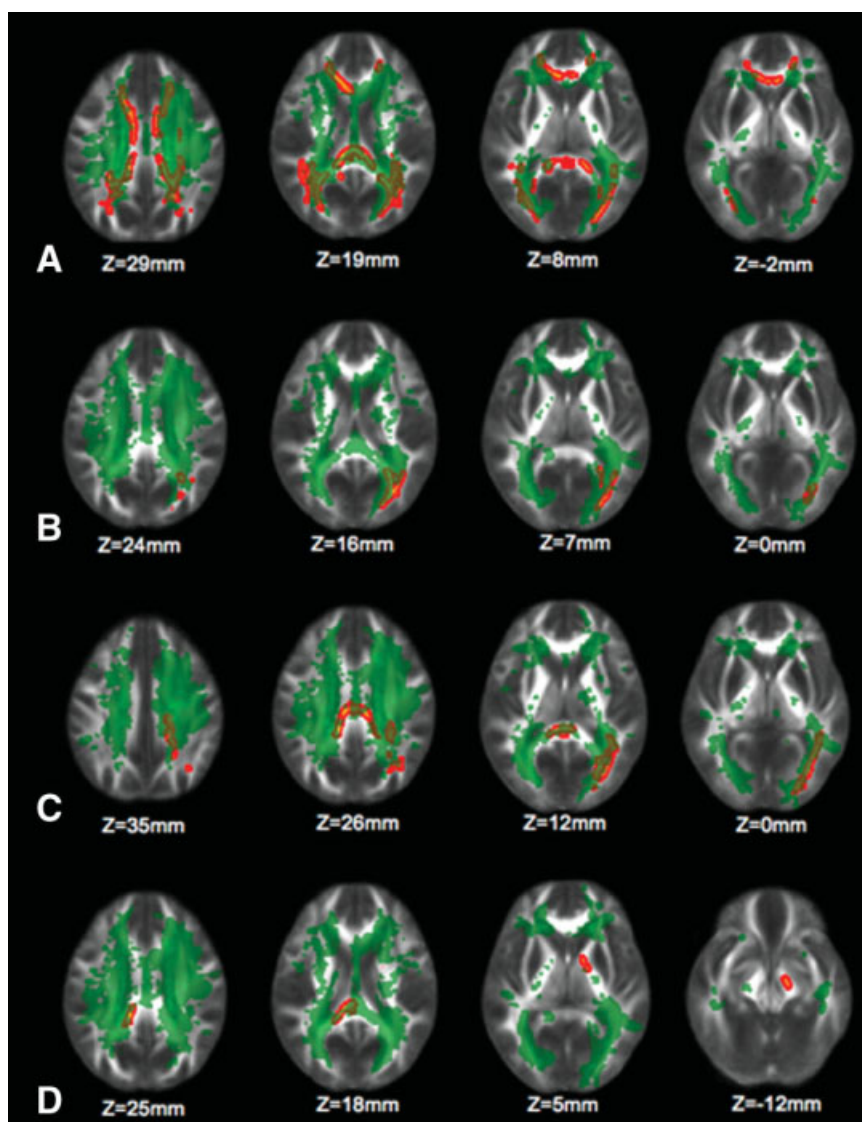 A
Z=29mm Z=19mm Z=8mm Z=-2mm
B
Z=24mm Z=16mm Z=7mm Z=0mm
C
Z=35mm Z=26mm Z=12mm Z=0mm
D
Z=25mm Z=18mm Z=5mm Z=-12mm